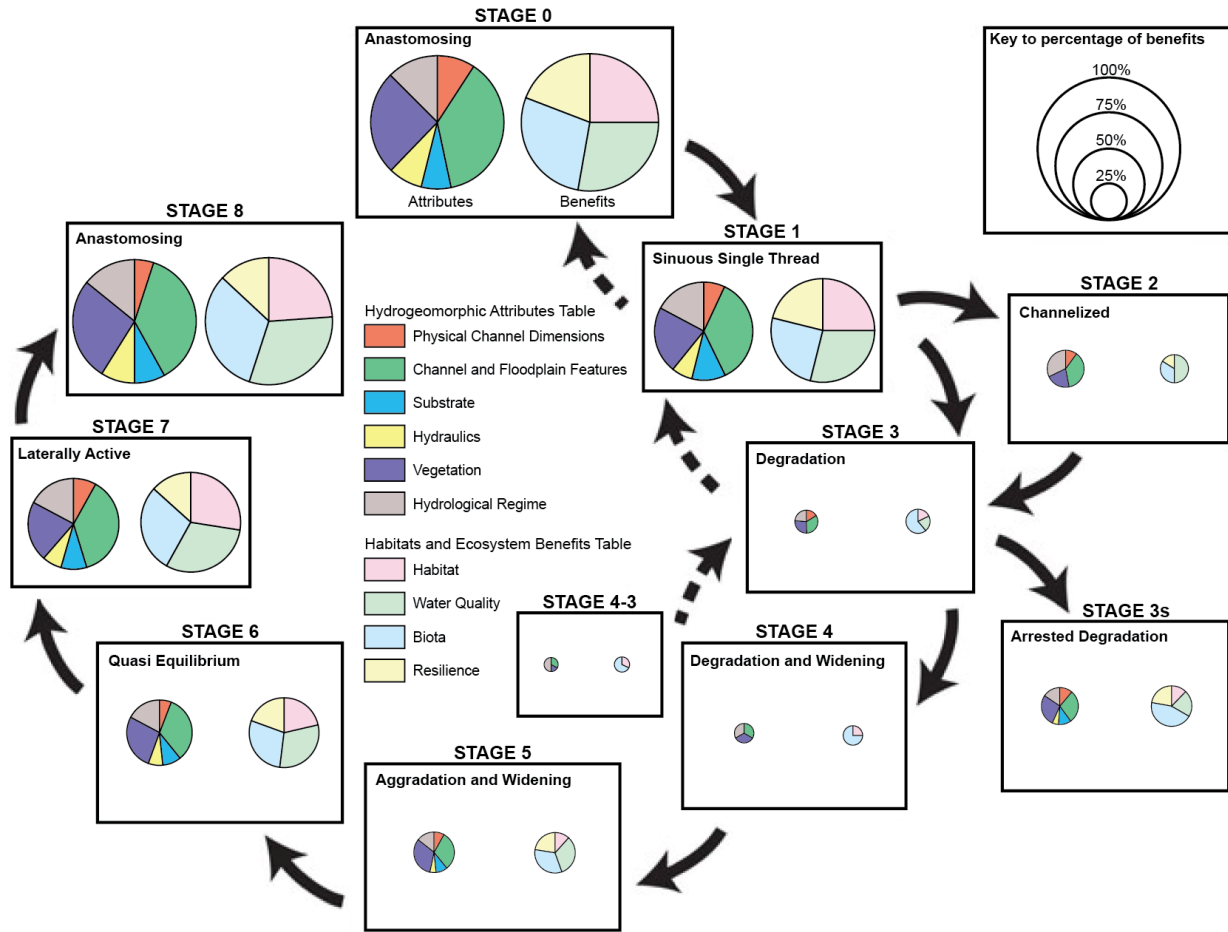 STAGE 0
Anastomosing
Attributes
Benefits
Key to percentage of benefits
100%
75%
50%
25%
STAGE 8
Anastomosing
STAGE 1
Sinuous Single Thread
STAGE 2
Channelized
Hydrogeomorphic Attributes Table
Physical Channel Dimensions
Channel and Floodplain Features
Substrate
Hydraulics
Vegetation
Hydrological Regime
Habitats and Ecosystem Benefits Table
Habitat
Water Quality
Biota
Resilience
STAGE 7
Laterally Active
STAGE 3
Degradation
STAGE 4-3
STAGE 3s
Arrested Degradation
STAGE 6
Quasi Equilibrium
STAGE 4
Degradation and Widening
STAGE 5
Aggradation and Widening